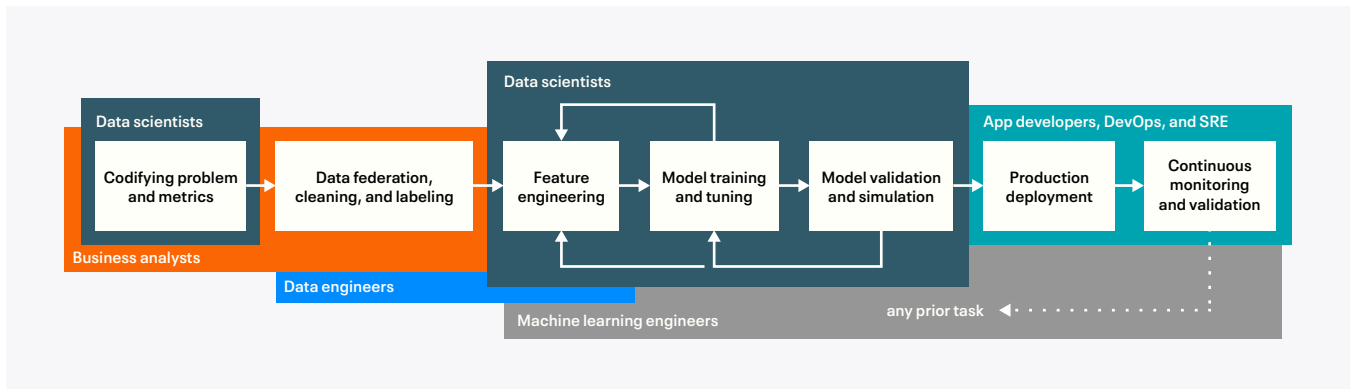 Data scientists
Data scientists
App developers, DevOps, and SRE
Codifying problem
and metrics
Data federation,
cleaning, and labeling
Feature
engineering
Model training
and tuning
Model validation
and simulation
Production
deployment
Continuous
monitoring
and validation
Business analysts
Data engineers
Machine learning engineers
any prior task